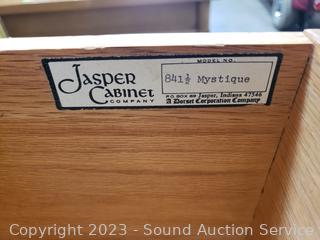 MODEL NO.
JASPER
CABINET
COMPANY
841½ Mystique
P.O. BOX 69 Jasper, Indiana 47546
A Dorset Corporation Company
Copyright 2023 - Sound Auction Service